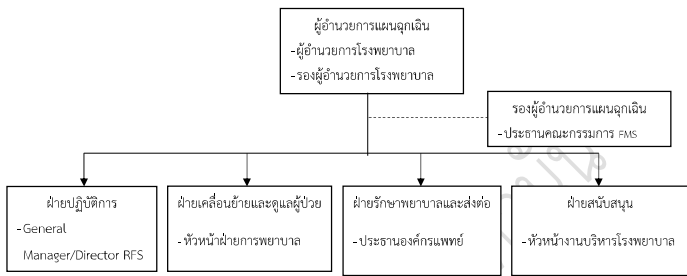 ผู้อำนวยการแผนฉุกเฉิน
-ผู้อำนวยการโรงพยาบาล
-รองผู้อำนวยการโรงพยาบาล
รองผู้อำนวยการแผนฉุกเฉิน
-ประธานคณะกรรมการ FMS
ฝ่ายปฏิบัติการ
-General
Manager/Director RFS
ฝ่ายเคลื่อนย้ายและดูแลผู้ป่วย
-หัวหน้าฝ่ายการพยาบาล
ฝ่ายรักษาพยาบาลและส่งต่อ
-ประธานองค์กรแพทย์
ฝ่ายสนับสนุน
-หัวหน้างานบริหารโรงพยาบาล